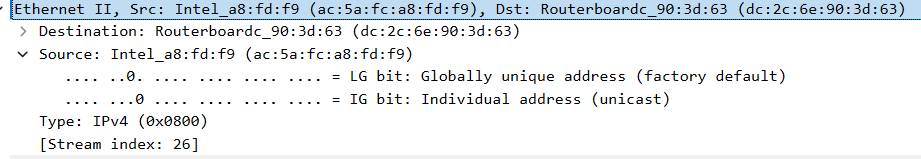 Ethernet II, Src: Intel_a8:fd:f9 (ac:5a:fc:a8:fd:f9), Dst: Routerboardc_90:3d:63 (dc:2c:6e:90:3d:63)
Destination: Routerboardc_90:3d:63 (dc:2c:6e:90:3d:63)
Source: Intel_a8:fd:f9 (ac:5a:fc:a8:fd:f9)
.... ..0. .... .... .... .... = LG bit: Globally unique address (factory default)
.... ...0 .... .... .... .... = IG bit: Individual address (unicast)
Type: IPv4 (0x0800)
[Stream index: 26]